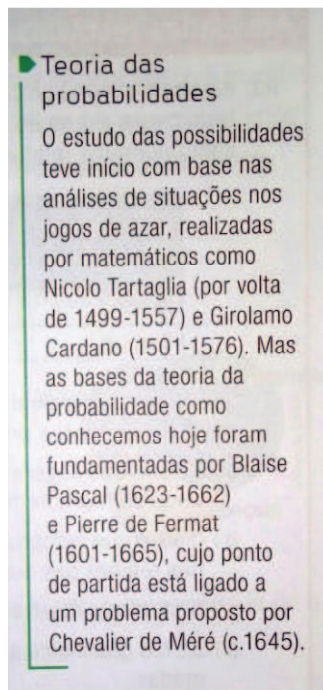 Teoria das
probabilidades
O estudo das possibilidades
teve início com base nas
análises de situações nos
jogos de azar, realizadas
por matemáticos como
Nicolo Tartaglia (por volta
de 1499-1557) e Girolamo
Cardano (1501-1576). Mas
as bases da teoria da
probabilidade como
conhecemos hoje foram
fundamentadas por Blaise
Pascal (1623-1662)
e Pierre de Fermat
(1601-1665), cujo ponto
de partida está ligado a
um problema proposto por
Chevalier de Méré (c.1645).